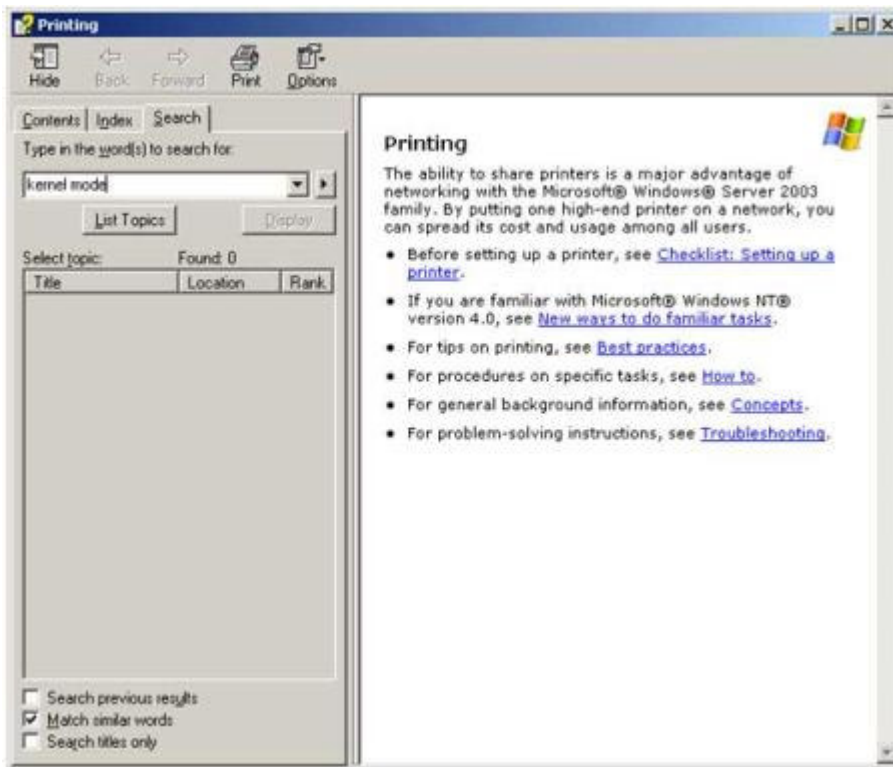 Printing
Hide Back Forward Print Options
Contents Index Search
Type in the word(s) to search for:
kernel mode
List Topics Display
Select topic: Found: 0
Title Location Rank
Search previous results
Match similar words
Search titles only
Printing
The ability to share printers is a major advantage of
networking with the Microsoft® Windows® Server 2003
family. By putting one high-end printer on a network, you
can spread its cost and usage among all users.
• Before setting up a printer, see Checklist: Setting up a
printer.
• If you are familiar with Microsoft® Windows NT®
version 4.0, see New ways to do familiar tasks.
• For tips on printing, see Best practices.
• For procedures on specific tasks, see How to.
• For general background information, see Concepts.
• For problem-solving instructions, see Troubleshooting.